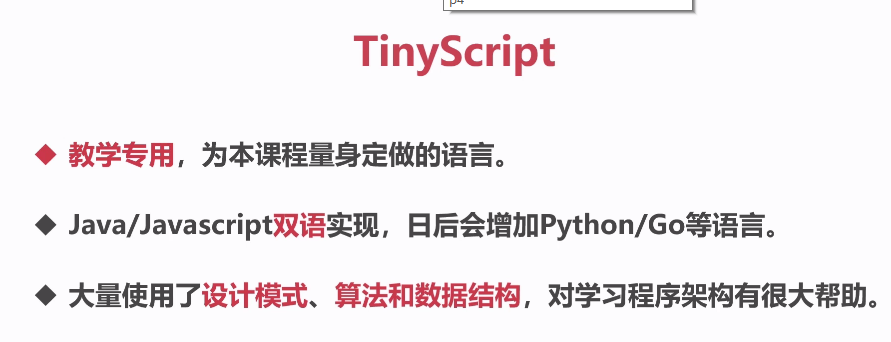 p4
TinyScript
◆ 教学专用，为本课程量身定做的语言。
◆ Java/Javascript双语实现，日后会增加Python/Go等语言。
◆ 大量使用了设计模式、算法和数据结构，对学习程序架构有很大帮助。